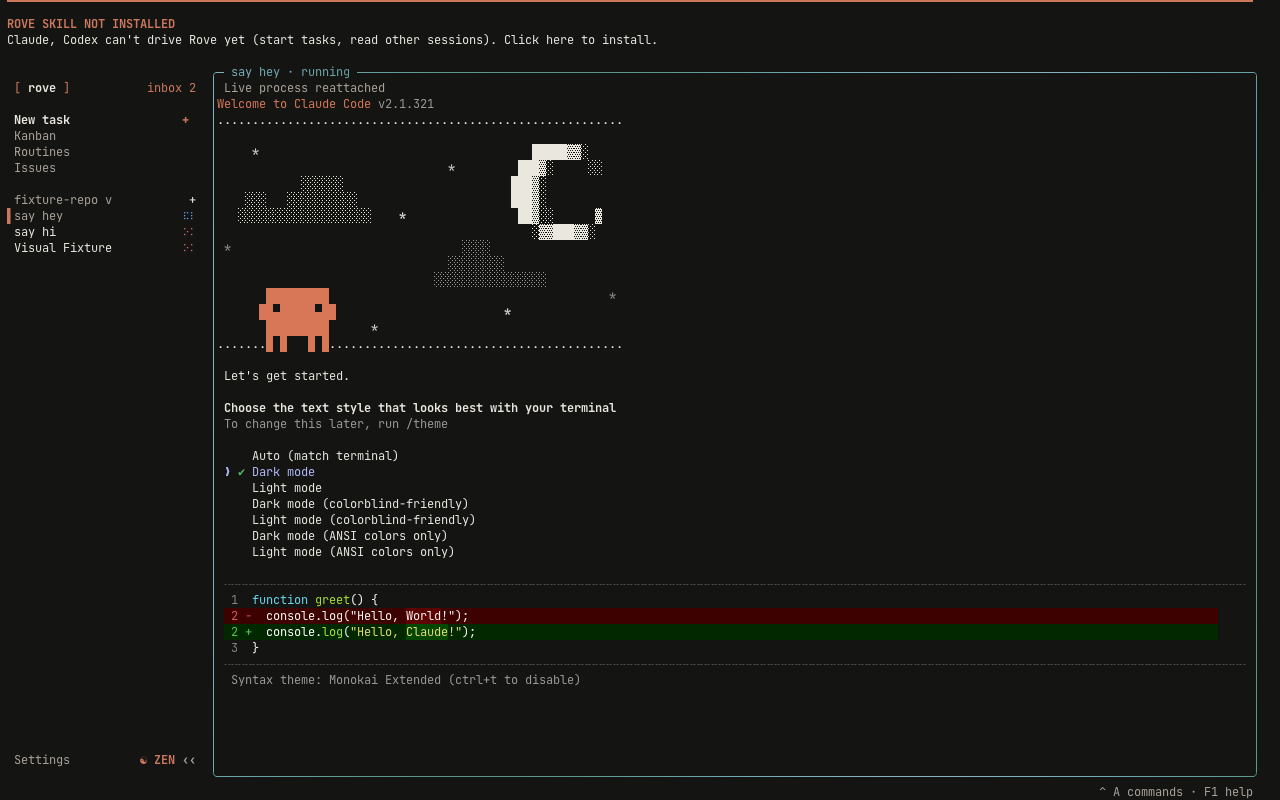 ROVE SKILL NOT INSTALLED
Claude, Codex can't drive Rove yet (start tasks, read other sessions). Click here to install.
say hey · running
[ rove ] inbox 2
Live process reattached
Welcome to Claude Code v2.1.321
New task +
Kanban
Routines
Issues
fixture-repo v +
say hey
say hi
Visual Fixture
Let's get started.
Choose the text style that looks best with your terminal
To change this later, run /theme
Auto (match terminal)
❯ ✔ Dark mode
Light mode
Dark mode (colorblind-friendly)
Light mode (colorblind-friendly)
Dark mode (ANSI colors only)
Light mode (ANSI colors only)
1 function greet() {
2 - console.log("Hello, World!");
2 + console.log("Hello, Claude!");
3 }
Syntax theme: Monokai Extended (ctrl+t to disable)
Settings ☯ ZEN ‹‹
^ A commands · F1 help